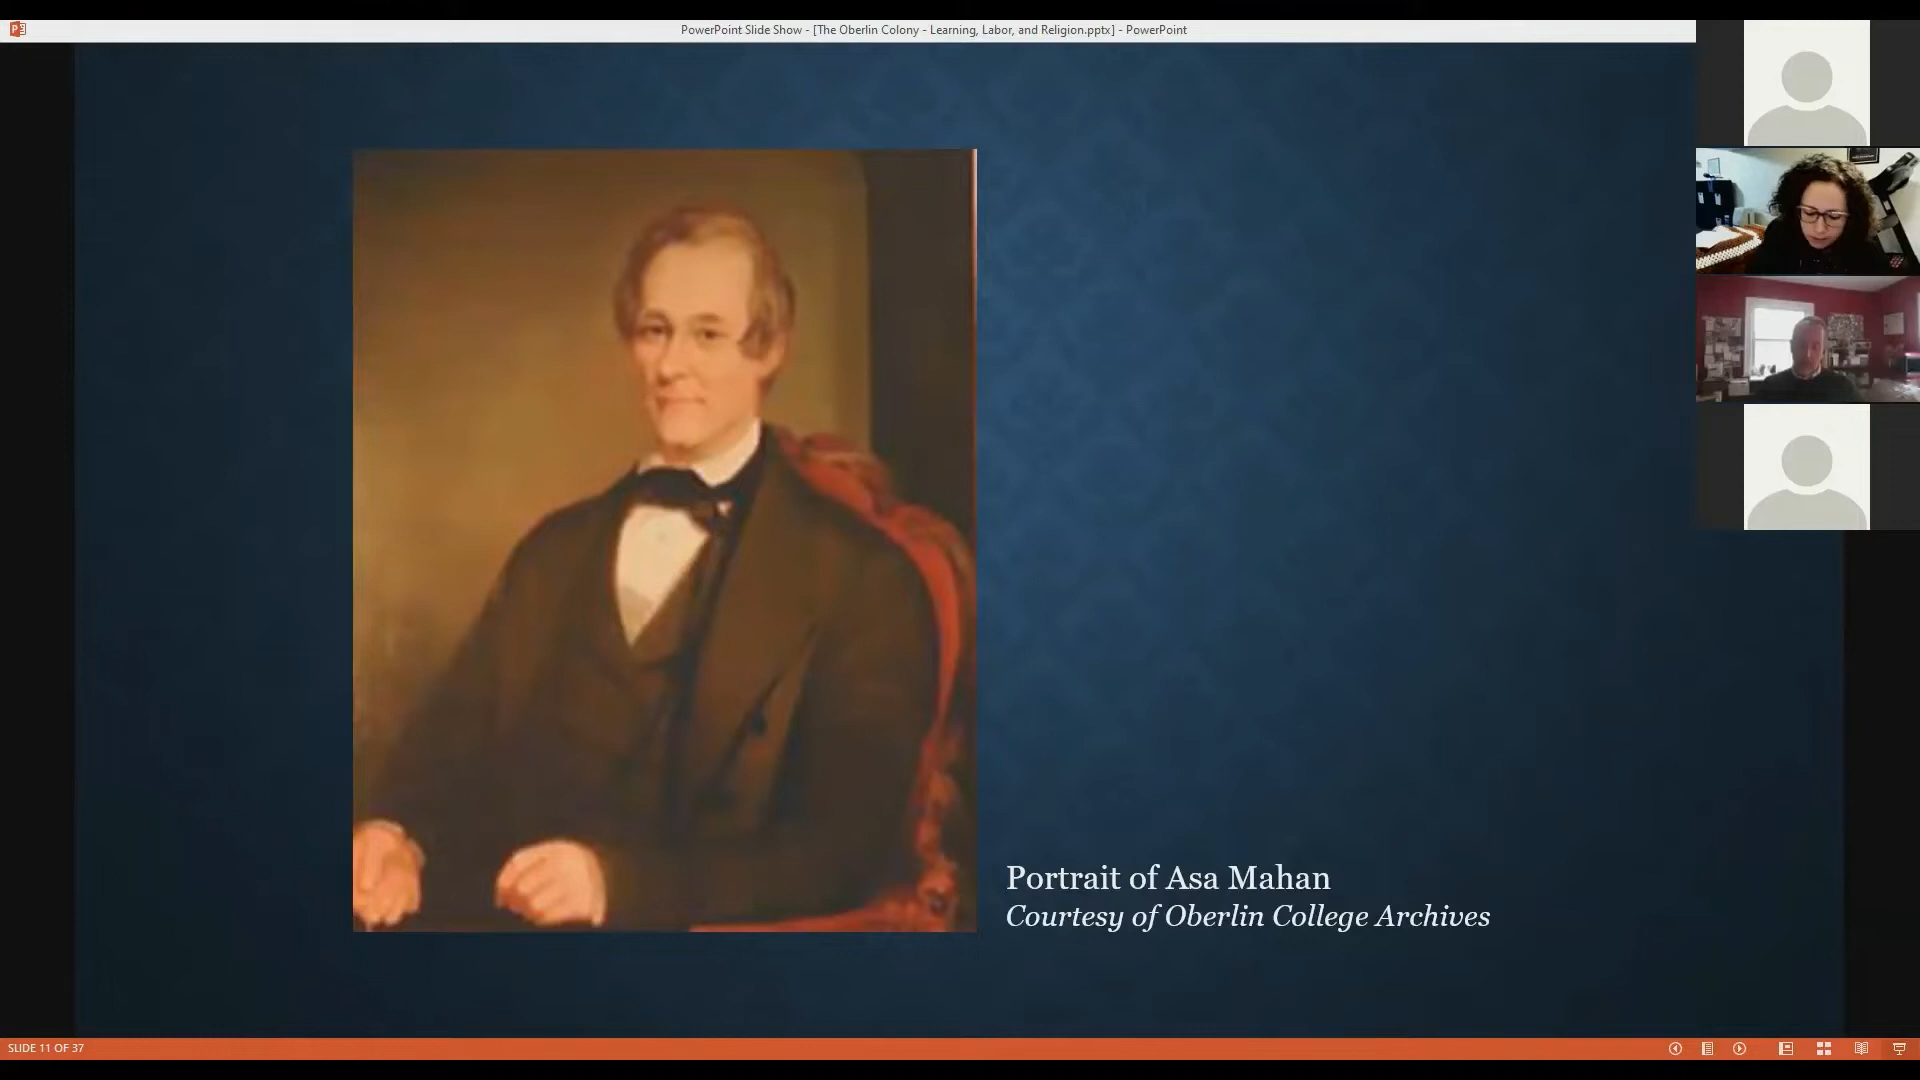 PowerPoint Slide Show - [The Oberlin Colony - Learning, Labor, and Religion.pptx] - PowerPoint
Portrait of Asa Mahan
Courtesy of Oberlin College Archives
SLIDE 11 OF 37